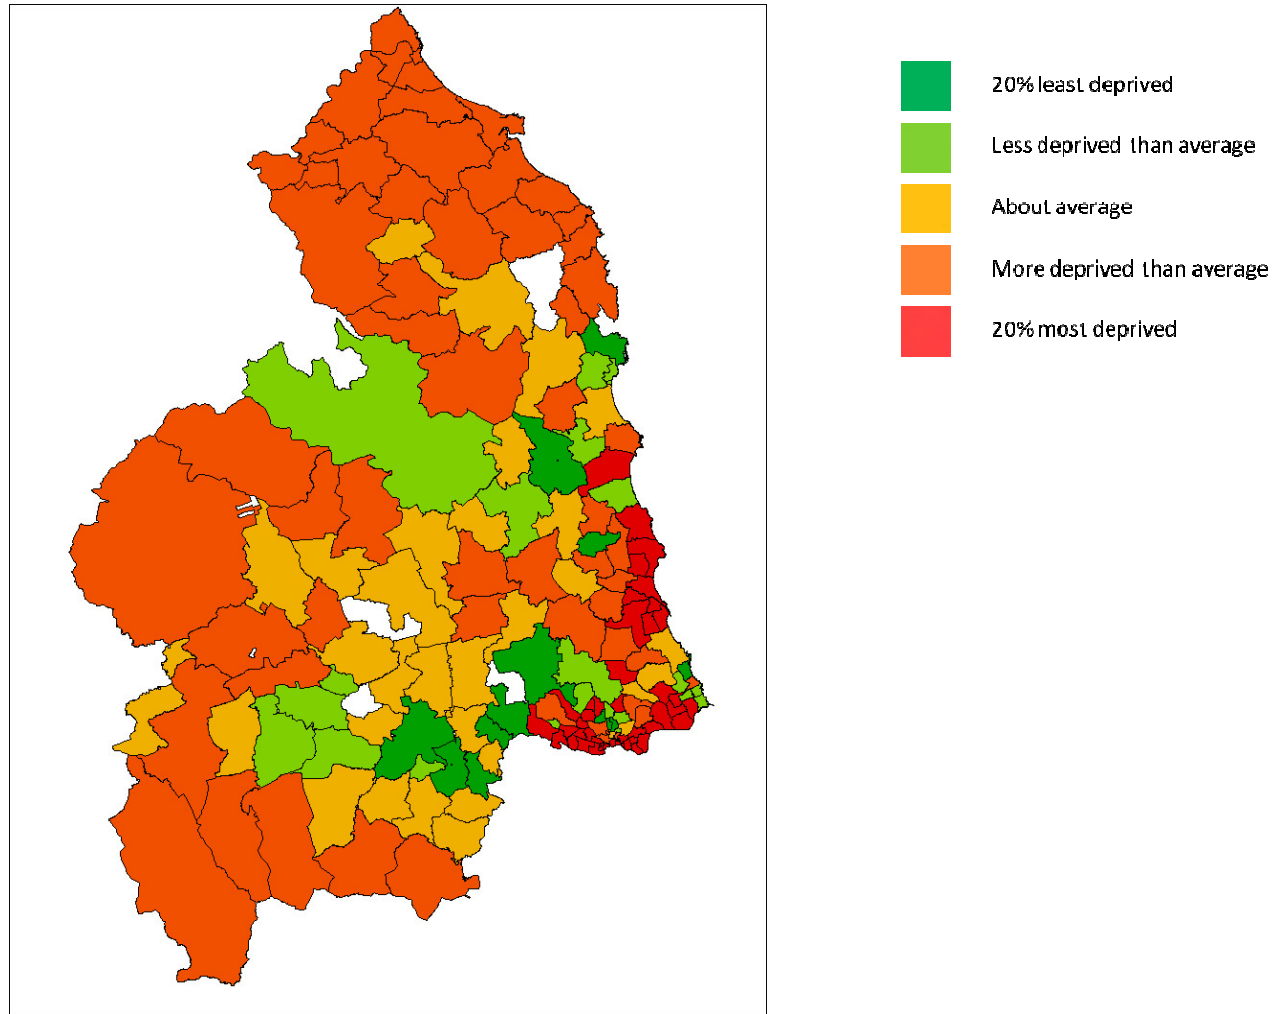 20% least deprived
Less deprived than average
About average
More deprived than average
20% most deprived